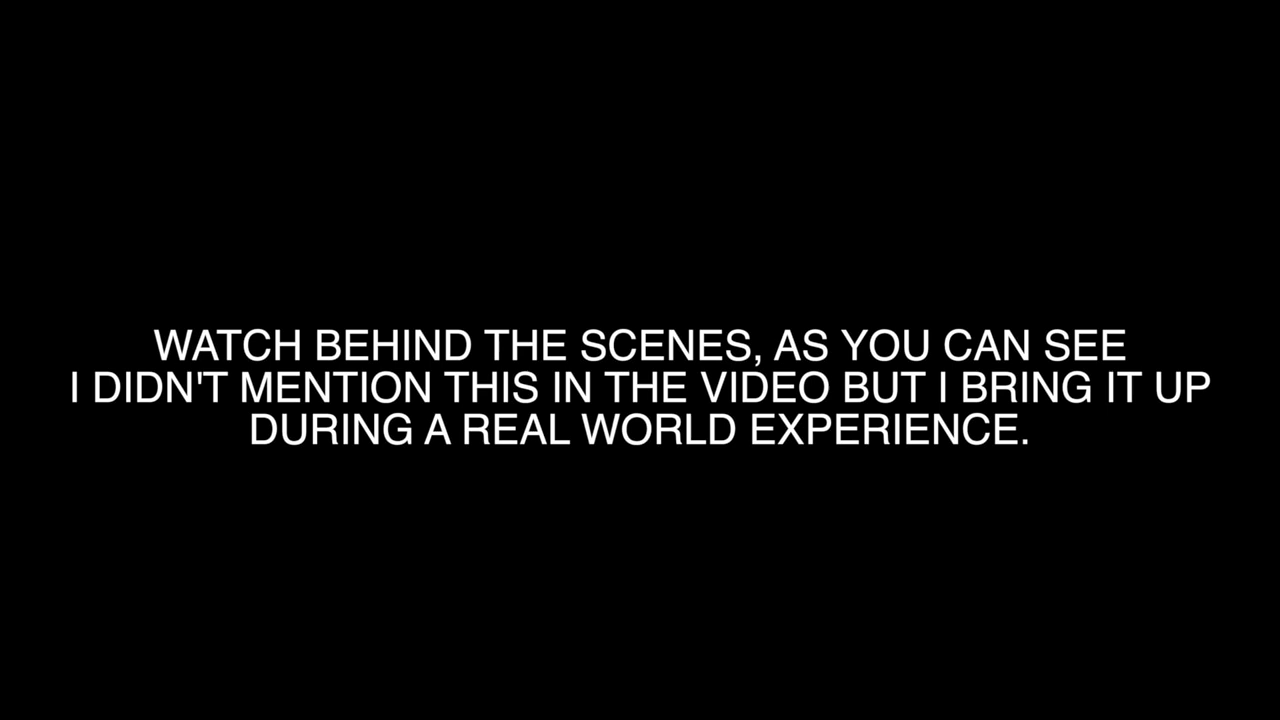 WATCH BEHIND THE SCENES, AS YOU CAN SEE
I DIDN'T MENTION THIS IN THE VIDEO BUT I BRING IT UP
DURING A REAL WORLD EXPERIENCE.